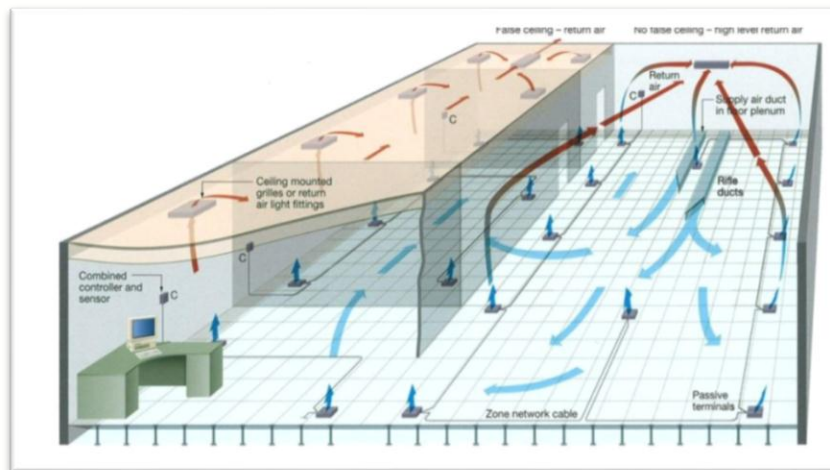 False ceiling – return air
No false ceiling – high level return air
Return
air
C
Supply air duct
in floor plenum
C
Ceiling mounted
grilles or return
air light fittings
Rifle
ducts
C
Combined
controller and
sensor
C
Passive
terminals
Zone network cable